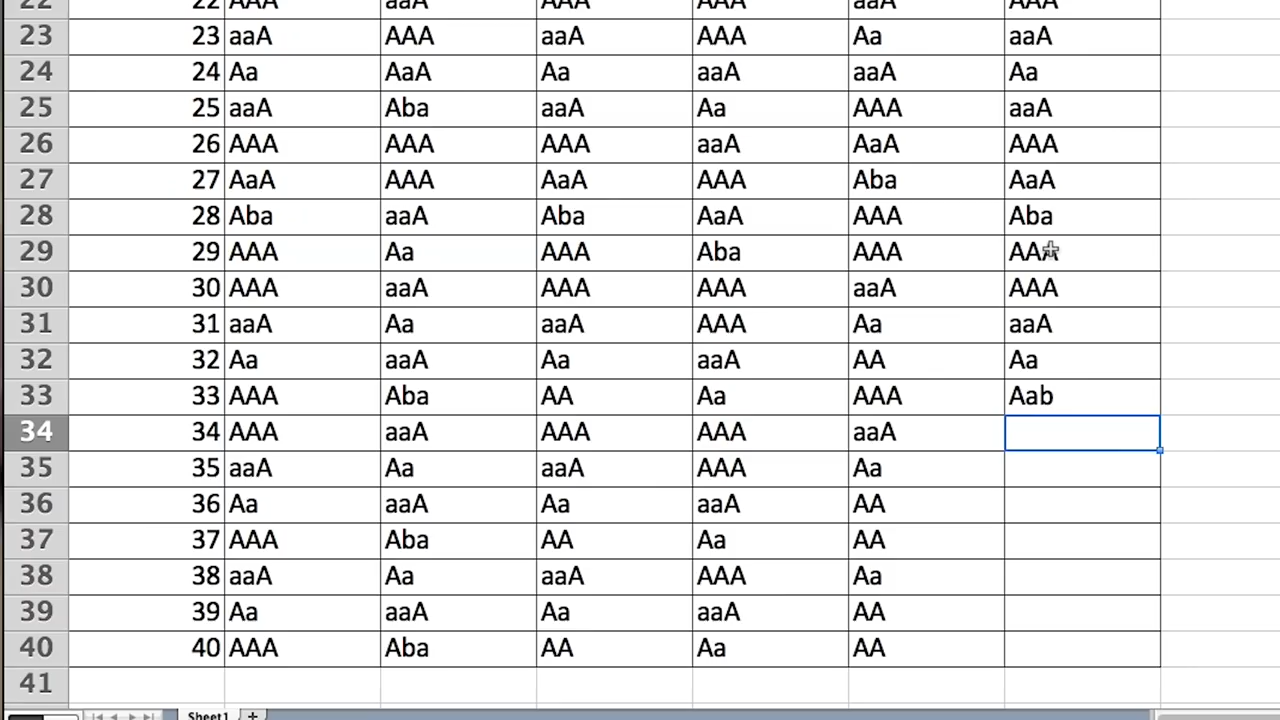 22 22 AAA aaA AAA AAA aaA AAA
23 23 aaA AAA aaA AAA Aa aaA
24 24 Aa AaA Aa aaA aaA Aa
25 25 aaA Aba aaA Aa AAA aaA
26 26 AAA AAA AAA aaA AaA AAA
27 27 AaA AAA AaA AAA Aba AaA
28 28 Aba aaA Aba AaA AAA Aba
29 29 AAA Aa AAA Aba AAA AAA
30 30 AAA aaA AAA AAA aaA AAA
31 31 aaA Aa aaA AAA Aa aaA
32 32 Aa aaA Aa aaA AA Aa
33 33 AAA Aba AA Aa AAA Aab
34 34 AAA aaA AAA AAA aaA
35 35 aaA Aa aaA AAA Aa
36 36 Aa aaA Aa aaA AA
37 37 AAA Aba AA Aa AA
38 38 aaA Aa aaA AAA Aa
39 39 Aa aaA Aa aaA AA
40 40 AAA Aba AA Aa AA
41
Sheet1